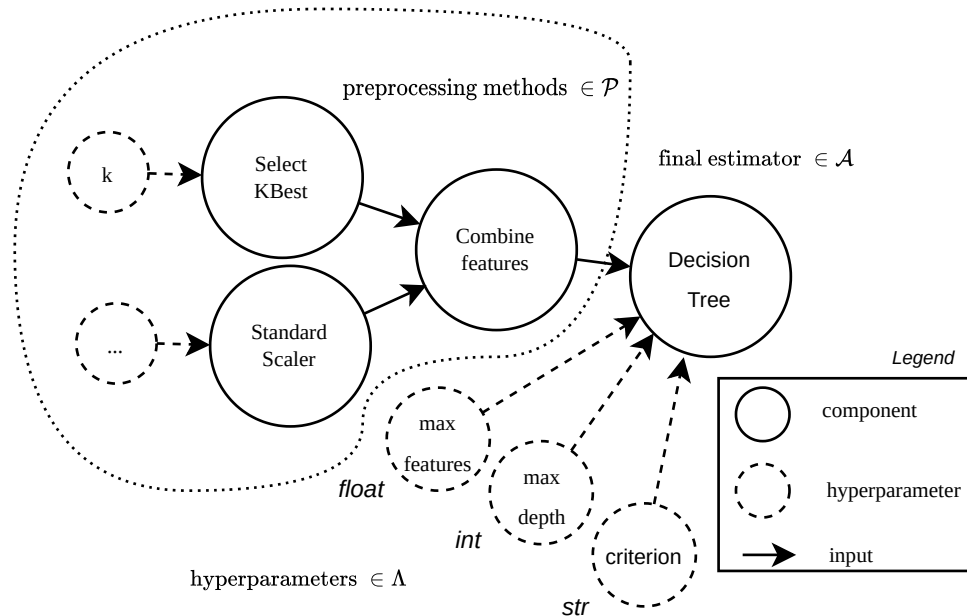 preprocessing methods ∈ 𝒫
k
Select
KBest
final estimator ∈ 𝒜
Combine
features
Decision
Tree
...
Standard
Scaler
Legend
component
hyperparameter
input
max
features
float
max
depth
int
criterion
str
hyperparameters ∈ Λ